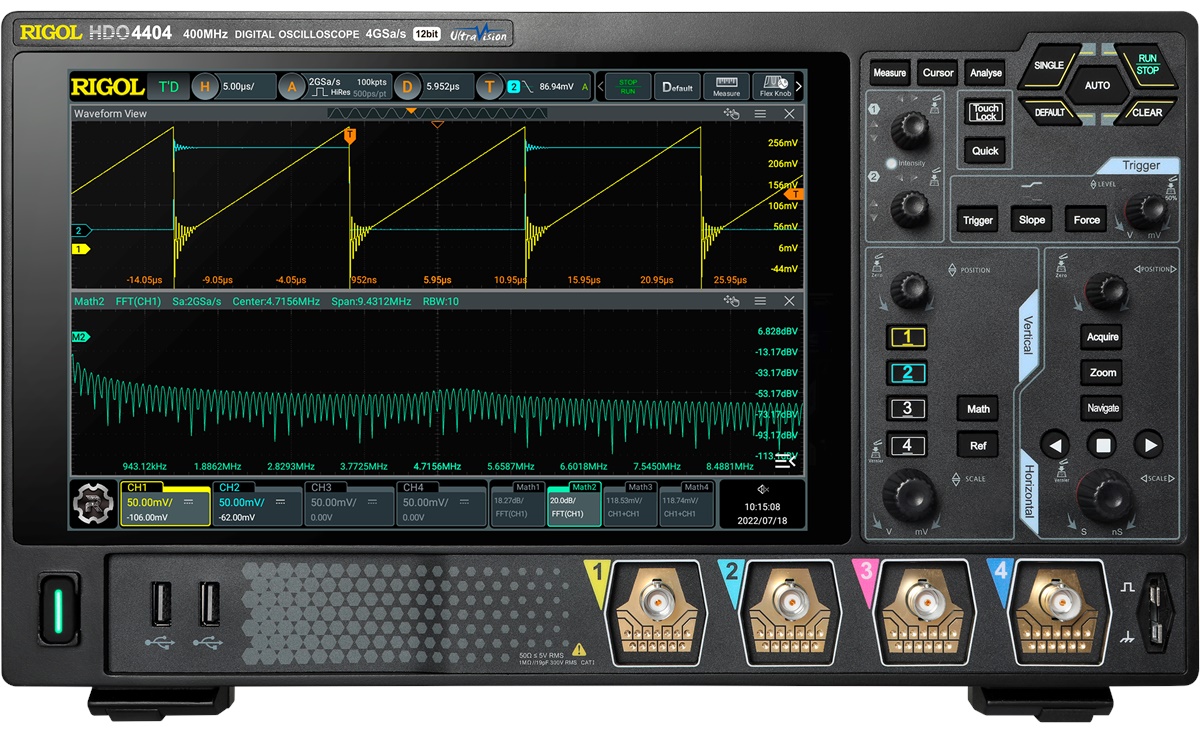 RIGOL HDO4404 400MHz DIGITAL OSCILLOSCOPE 4GSa/s 12bit UltraVision
RIGOL T'D H 5.00µs/ A 2GSa/s HiRes 100kpts 500ps/pt D 5.952µs T 2 86.94mV A STOP RUN Default Measure Flex Knob
Waveform View
T
256mV
206mV
156mV
T
106mV
2
56mV
1
6mV
-44mV
-14.05µs -9.05µs -4.05µs 952ns 5.95µs 10.95µs 15.95µs 20.95µs 25.95µs
Math2 FFT(CH1) Sa:2GSa/s Center:4.7156MHz Span:9.4312MHz RBW:10
M2
6.828dBV
-13.17dBV
-33.17dBV
-53.17dBV
-73.17dBV
-93.17dBV
943.12kHz 1.8862MHz 2.8293MHz 3.7725MHz 4.7156MHz 5.6587MHz 6.6018MHz 7.5450MHz 8.4881MHz
CH1 CH2 CH3 CH4 Math1 Math2 Math3 Math4
50.00mV/ 50.00mV/ 50.00mV/ 50.00mV/ 18.27dB/ 20.0dB/ 118.53mV/ 118.74mV/
-106.00mV -62.00mV 0.00V 0.00V FFT(CH1) FFT(CH1) CH1+CH1 CH1+CH1
10:15:08
2022/07/18
Measure Cursor Analyse
SINGLE AUTO RUN STOP
DEFAULT CLEAR
1
Touch Lock
Quick
Intensity
2
Trigger
LEVEL
50%
Trigger Slope Force
V mV
Zero POSITION
Zero POSITION
Vertical
1
2
3
4
Math
Ref
Acquire
Zoom
Navigate
Horizontal
Vernier SCALE
V mV
Vernier SCALE
S nS
1 2 3 4
50Ω ≤ 5V RMS
1MΩ //19pF 300V RMS CAT I